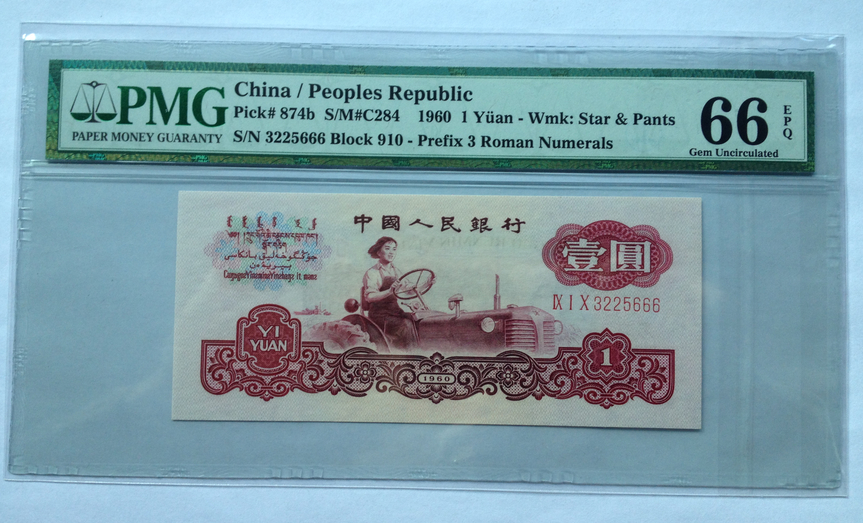 PMG
PAPER MONEY GUARANTY
China / Peoples Republic
Pick# 874b S/M#C284 1960 1 Yüan - Wmk: Star & Pants
S/N 3225666 Block 910 - Prefix 3 Roman Numerals
66
EPQ
Gem Uncirculated
中國人民銀行
壹圓
IX I X 3225666
YI
YUAN
1960
1